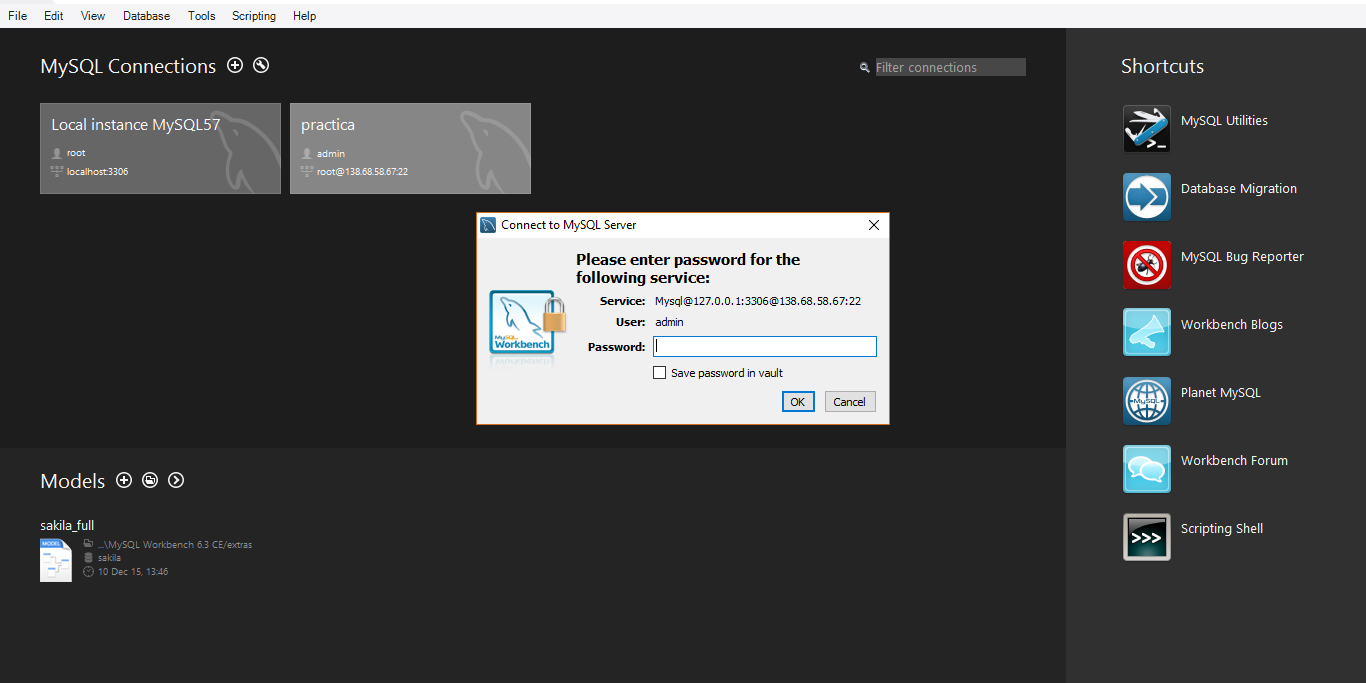 File Edit View Database Tools Scripting Help
MySQL Connections
Filter connections
Shortcuts
Local instance MySQL57
root
localhost:3306
practica
admin
root@138.68.58.67:22
MySQL Utilities
Database Migration
MySQL Bug Reporter
Workbench Blogs
Planet MySQL
MySQL
Workbench Forum
Scripting Shell
>>>
Connect to MySQL Server
Please enter password for the
following service:
Service: Mysql@127.0.0.1:3306@138.68.58.67:22
User: admin
Password:
Save password in vault
OK Cancel
MySQL
Workbench
Models
sakila_full
MODEL
...\MySQL Workbench 6.3 CE/extras
sakila
10 Dec 15, 13:46